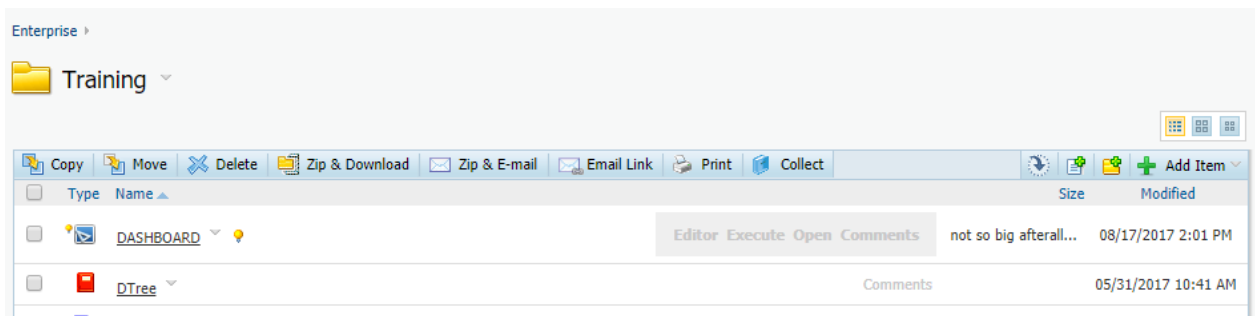 Enterprise
Training
Copy Move Delete Zip & Download Zip & E-mail Email Link Print Collect Add Item
Type Name Size Modified
DASHBOARD Editor Execute Open Comments not so big afterall... 08/17/2017 2:01 PM
DTree Comments 05/31/2017 10:41 AM